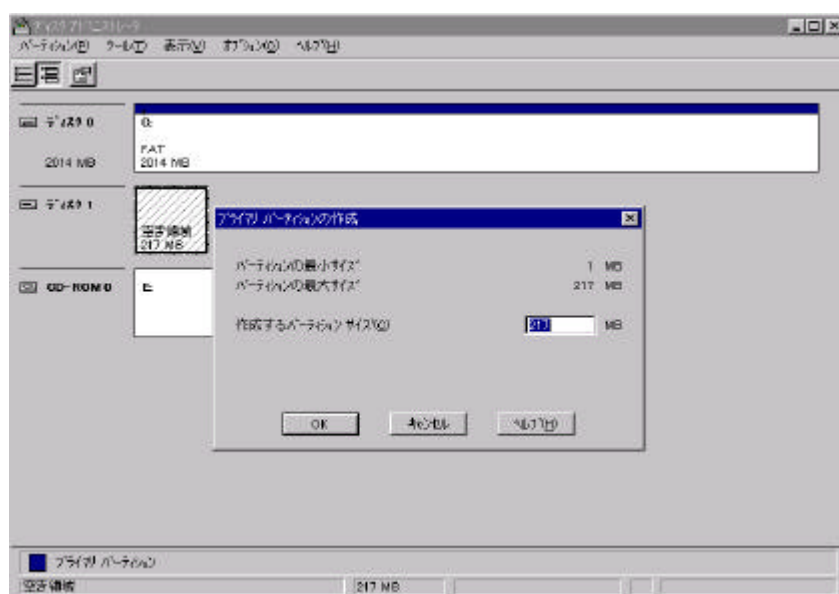 ディスク アドミニストレータ
パーティション(P) ツール(T) 表示(V) オプション(O) ヘルプ(H)
ディスク 0
2014 MB
C:
FAT
2014 MB
ディスク 1
空き領域
217 MB
CD-ROM 0
E:
プライマリ パーティションの作成
パーティションの最小サイズ 1 MB
パーティションの最大サイズ 217 MB
作成するパーティション サイズ(C) 217 MB
OK キャンセル ヘルプ(H)
プライマリ パーティション
空き領域 217 MB